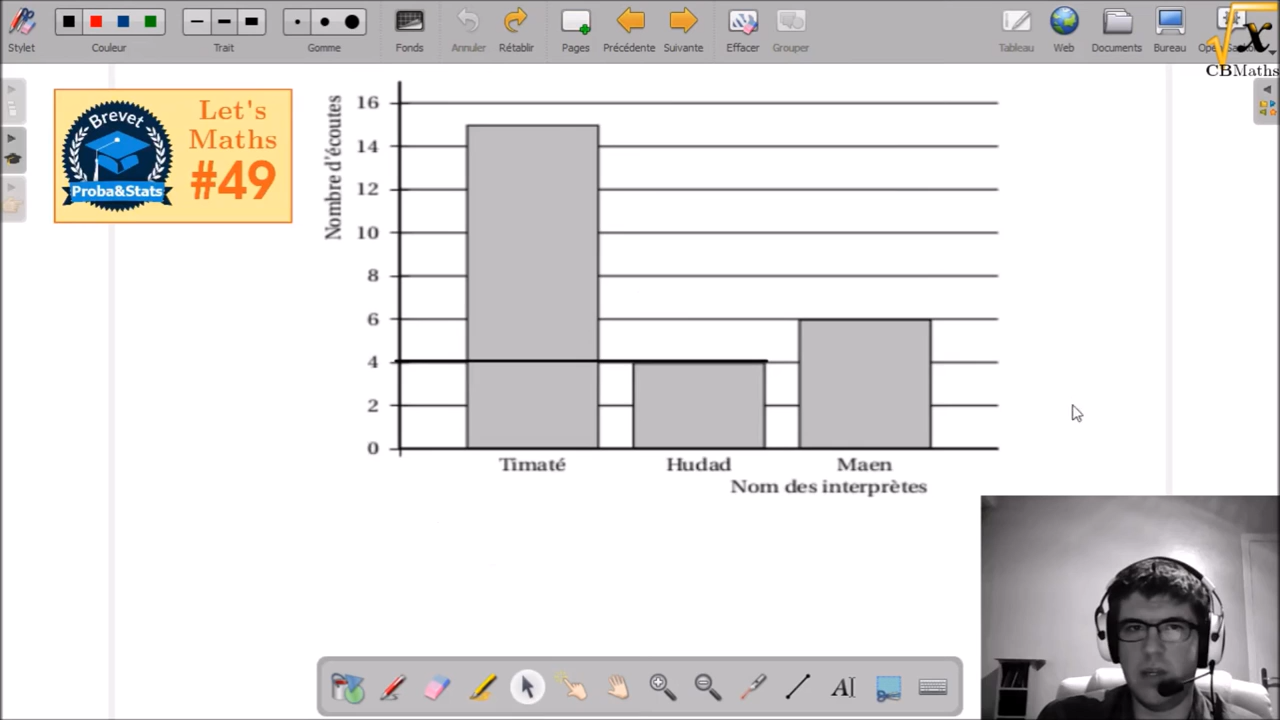 Stylet
Couleur
Trait
Gomme
Fonds
Annuler
Rétablir
Pages
Précédente
Suivante
Effacer
Grouper
Tableau
Web
Documents
Bureau
CBMaths
Brevet
Proba&Stats
Let's
Maths
#49
Nombre d'écoutes
16
14
12
10
8
6
4
2
0
Timaté
Hudad
Maen
Nom des interprètes